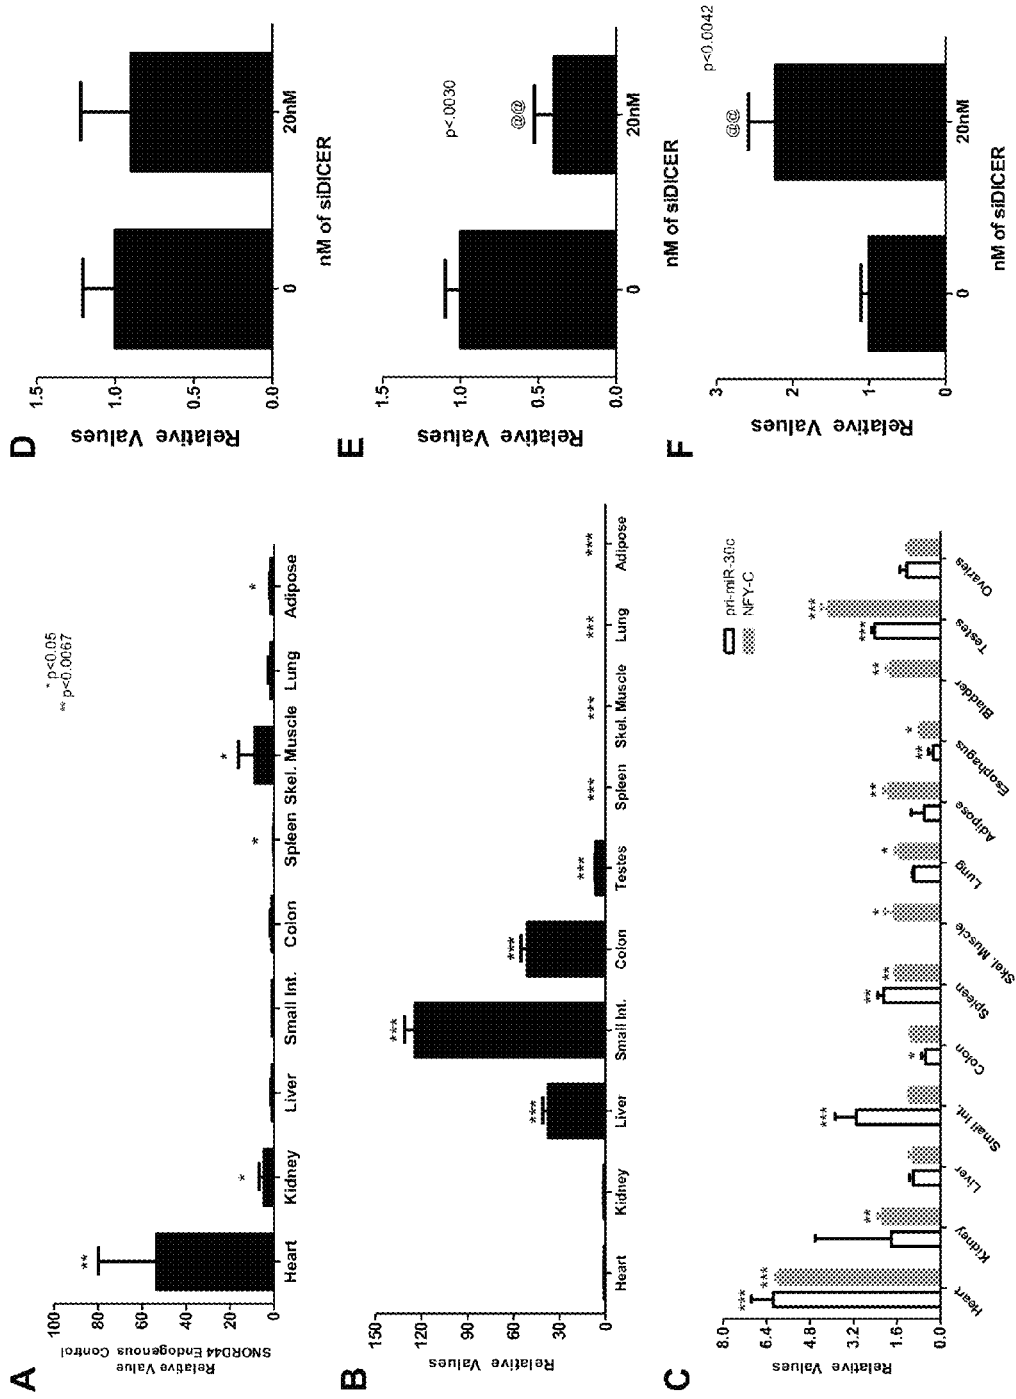 A
Relative Value
SNORD44 Endogenous Control
100
80
60
40
20
0
**
*
*
*
*
* p<0.05
** p<0.0067
Heart Kidney Liver Small Int. Colon Spleen Skel. Muscle Lung Adipose
B
Relative Values
150
120
90
60
30
0
***
***
***
***
***
***
***
***
Heart Kidney Liver Small Int. Colon Testes Spleen Skel. Muscle Lung Adipose
C
Relative Values
8.0
6.4
4.8
3.2
1.6
0.0
pri-miR-30c
NFY-C
***
***
**
***
*
**
**
*
*
**
**
*
**
***
***
Heart Kidney Liver Small Int. Colon Spleen Skel. Muscle Lung Adipose Esophagus Bladder Testes Ovaries
D
Relative Values
1.5
1.0
0.5
0.0
0 20nM
nM of siDICER
E
Relative Values
1.5
1.0
0.5
0.0
p<.0030
@@
0 20nM
nM of siDICER
F
Relative Values
3
2
1
0
p<0.0042
@@
0 20nM
nM of siDICER